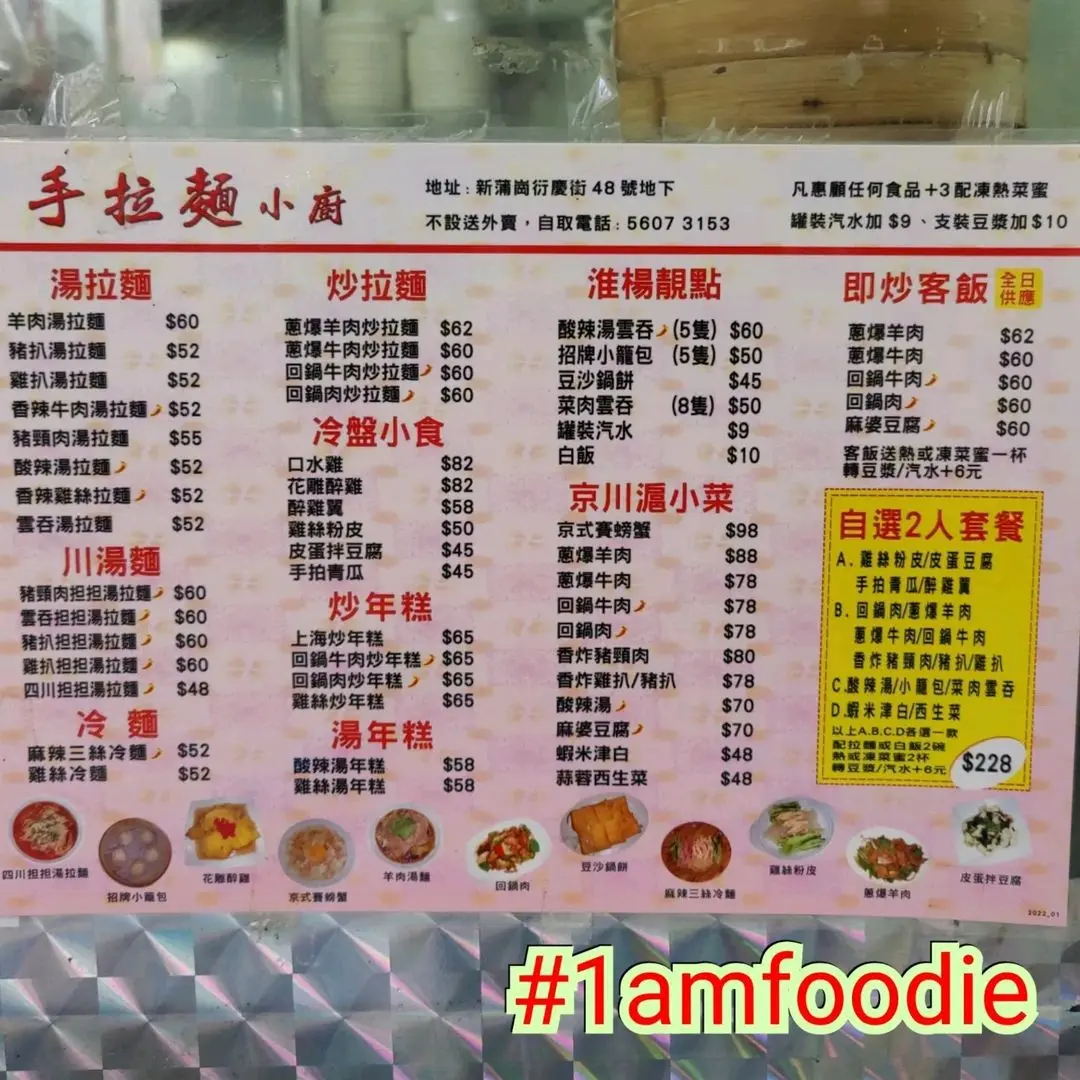 手拉麵小廚
地址：新蒲崗衍慶街 48 號地下
不設送外賣，自取電話：5607 3153
凡惠顧任何食品+3配凍熱菜蜜
罐裝汽水加 $9、支裝豆漿加$10
湯拉麵
羊肉湯拉麵 $60
豬扒湯拉麵 $52
雞扒湯拉麵 $52
香辣牛肉湯拉麵 $52
豬頸肉湯拉麵 $55
酸辣湯拉麵 $52
香辣雞絲拉麵 $52
雲吞湯拉麵 $52
川湯麵
豬頸肉担担湯拉麵 $60
雲吞担担湯拉麵 $60
豬扒担担湯拉麵 $60
雞扒担担湯拉麵 $60
四川担担湯拉麵 $48
冷 麵
麻辣三絲冷麵 $52
雞絲冷麵 $52
炒拉麵
蔥爆羊肉炒拉麵 $62
蔥爆牛肉炒拉麵 $60
回鍋牛肉炒拉麵 $60
回鍋肉炒拉麵 $60
冷盤小食
口水雞 $82
花雕醉雞 $82
醉雞翼 $58
雞絲粉皮 $50
皮蛋拌豆腐 $45
手拍青瓜 $45
炒年糕
上海炒年糕 $65
回鍋牛肉炒年糕 $65
回鍋肉炒年糕 $65
雞絲炒年糕 $65
湯年糕
酸辣湯年糕 $58
雞絲湯年糕 $58
淮楊靚點
酸辣湯雲吞 (5隻) $60
招牌小籠包 (5隻) $50
豆沙鍋餅 $45
菜肉雲吞 (8隻) $50
罐裝汽水 $9
白飯 $10
京川滬小菜
京式賽螃蟹 $98
蔥爆羊肉 $88
蔥爆牛肉 $78
回鍋牛肉 $78
回鍋肉 $78
香炸豬頸肉 $80
香炸雞扒/豬扒 $78
酸辣湯 $70
麻婆豆腐 $70
蝦米津白 $48
蒜蓉西生菜 $48
即炒客飯 全日供應
蔥爆羊肉 $62
蔥爆牛肉 $60
回鍋牛肉 $60
回鍋肉 $60
麻婆豆腐 $60
客飯送熱或凍菜蜜一杯
轉豆漿/汽水+6元
自選2人套餐
A. 雞絲粉皮/皮蛋豆腐
手拍青瓜/醉雞翼
B. 回鍋肉/蔥爆羊肉
蔥爆牛肉/回鍋牛肉
香炸豬頸肉/豬扒/雞扒
C.酸辣湯/小籠包/菜肉雲吞
D.蝦米津白/西生菜
以上A.B.C.D各選一款
配拉麵或白飯2碗
熱或凍菜蜜2杯
轉豆漿/汽水+6元
$228
四川担担湯拉麵
招牌小籠包
花雕醉雞
京式賽螃蟹
羊肉湯麵
回鍋肉
豆沙鍋餅
麻辣三絲冷麵
雞絲粉皮
蔥爆羊肉
皮蛋拌豆腐
2022_01
#1amfoodie